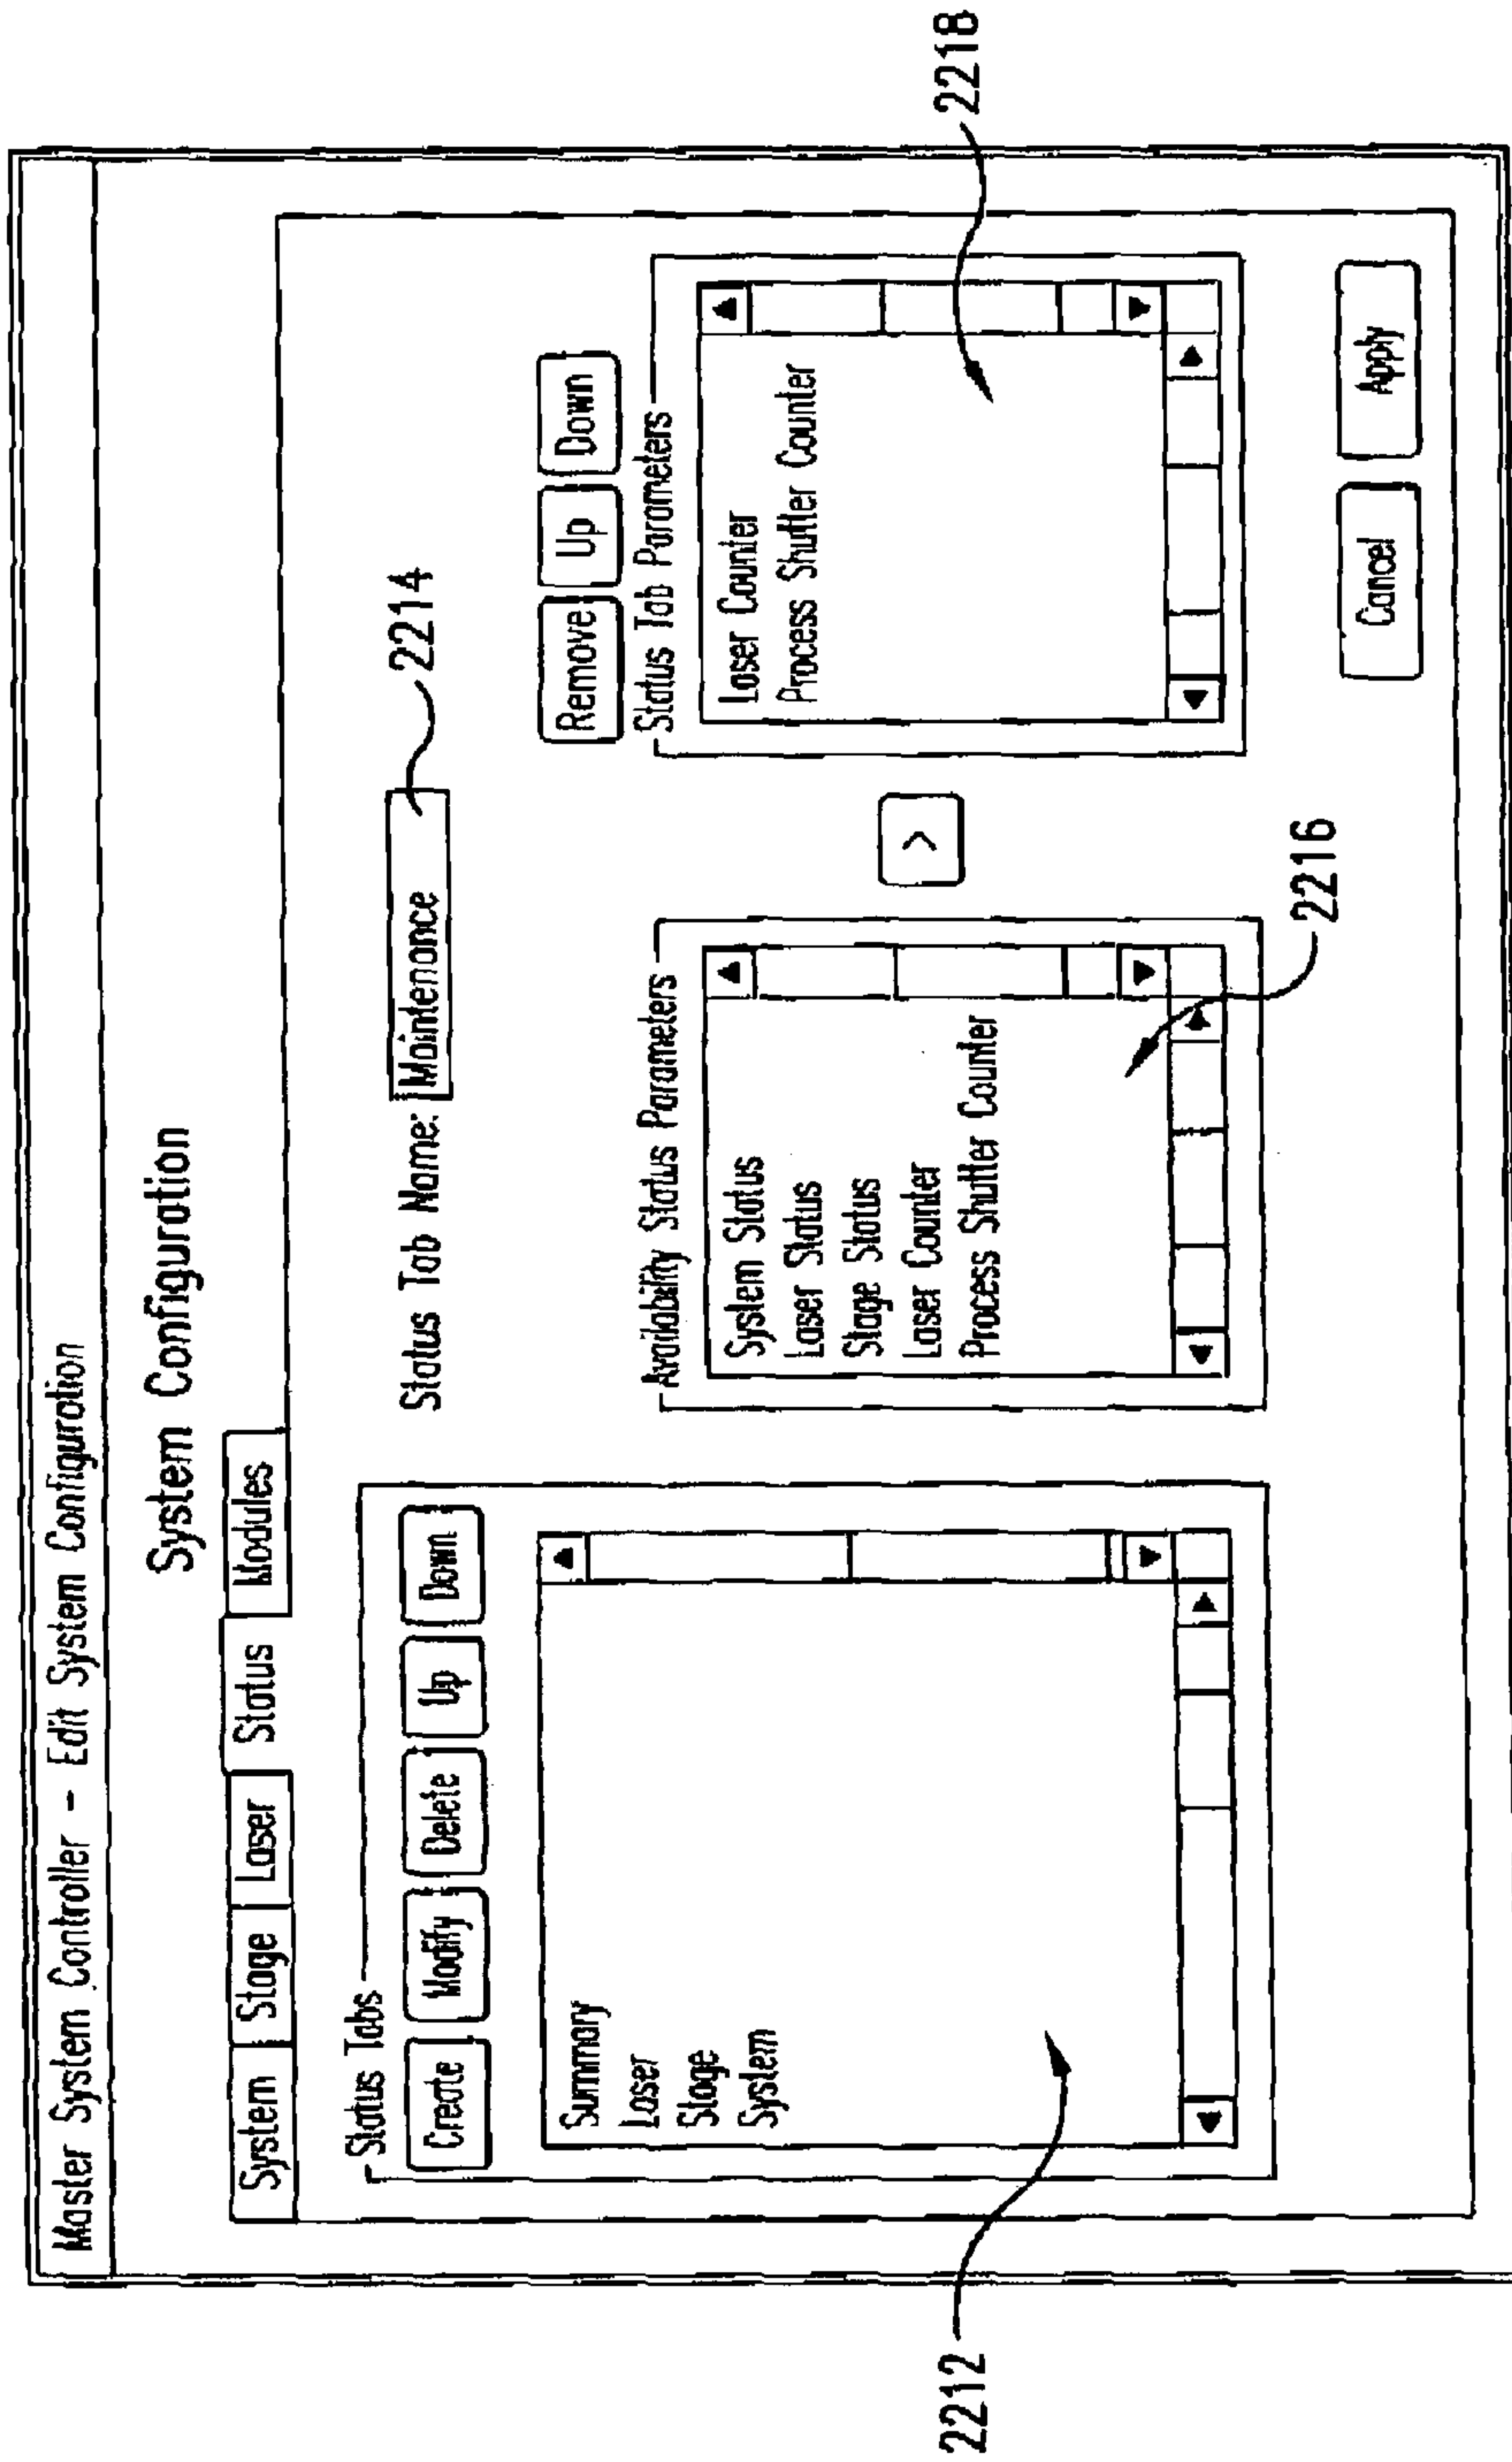 Master System Controller - Edit System Configuration
System Configuration
System Stage Laser Status Modules
Status Tabs
Create Modify Delete Up Down
Summary
Laser
Stage
System
2212
Status Tab Name: Maintenance
2214
Availability Status Parameters
System Status
Laser Status
Stage Status
Laser Counter
Process Shutter Counter
2216
>
Remove Up Down
Status Tab Parameters
Laser Counter
Process Shutter Counter
2218
Cancel Apply